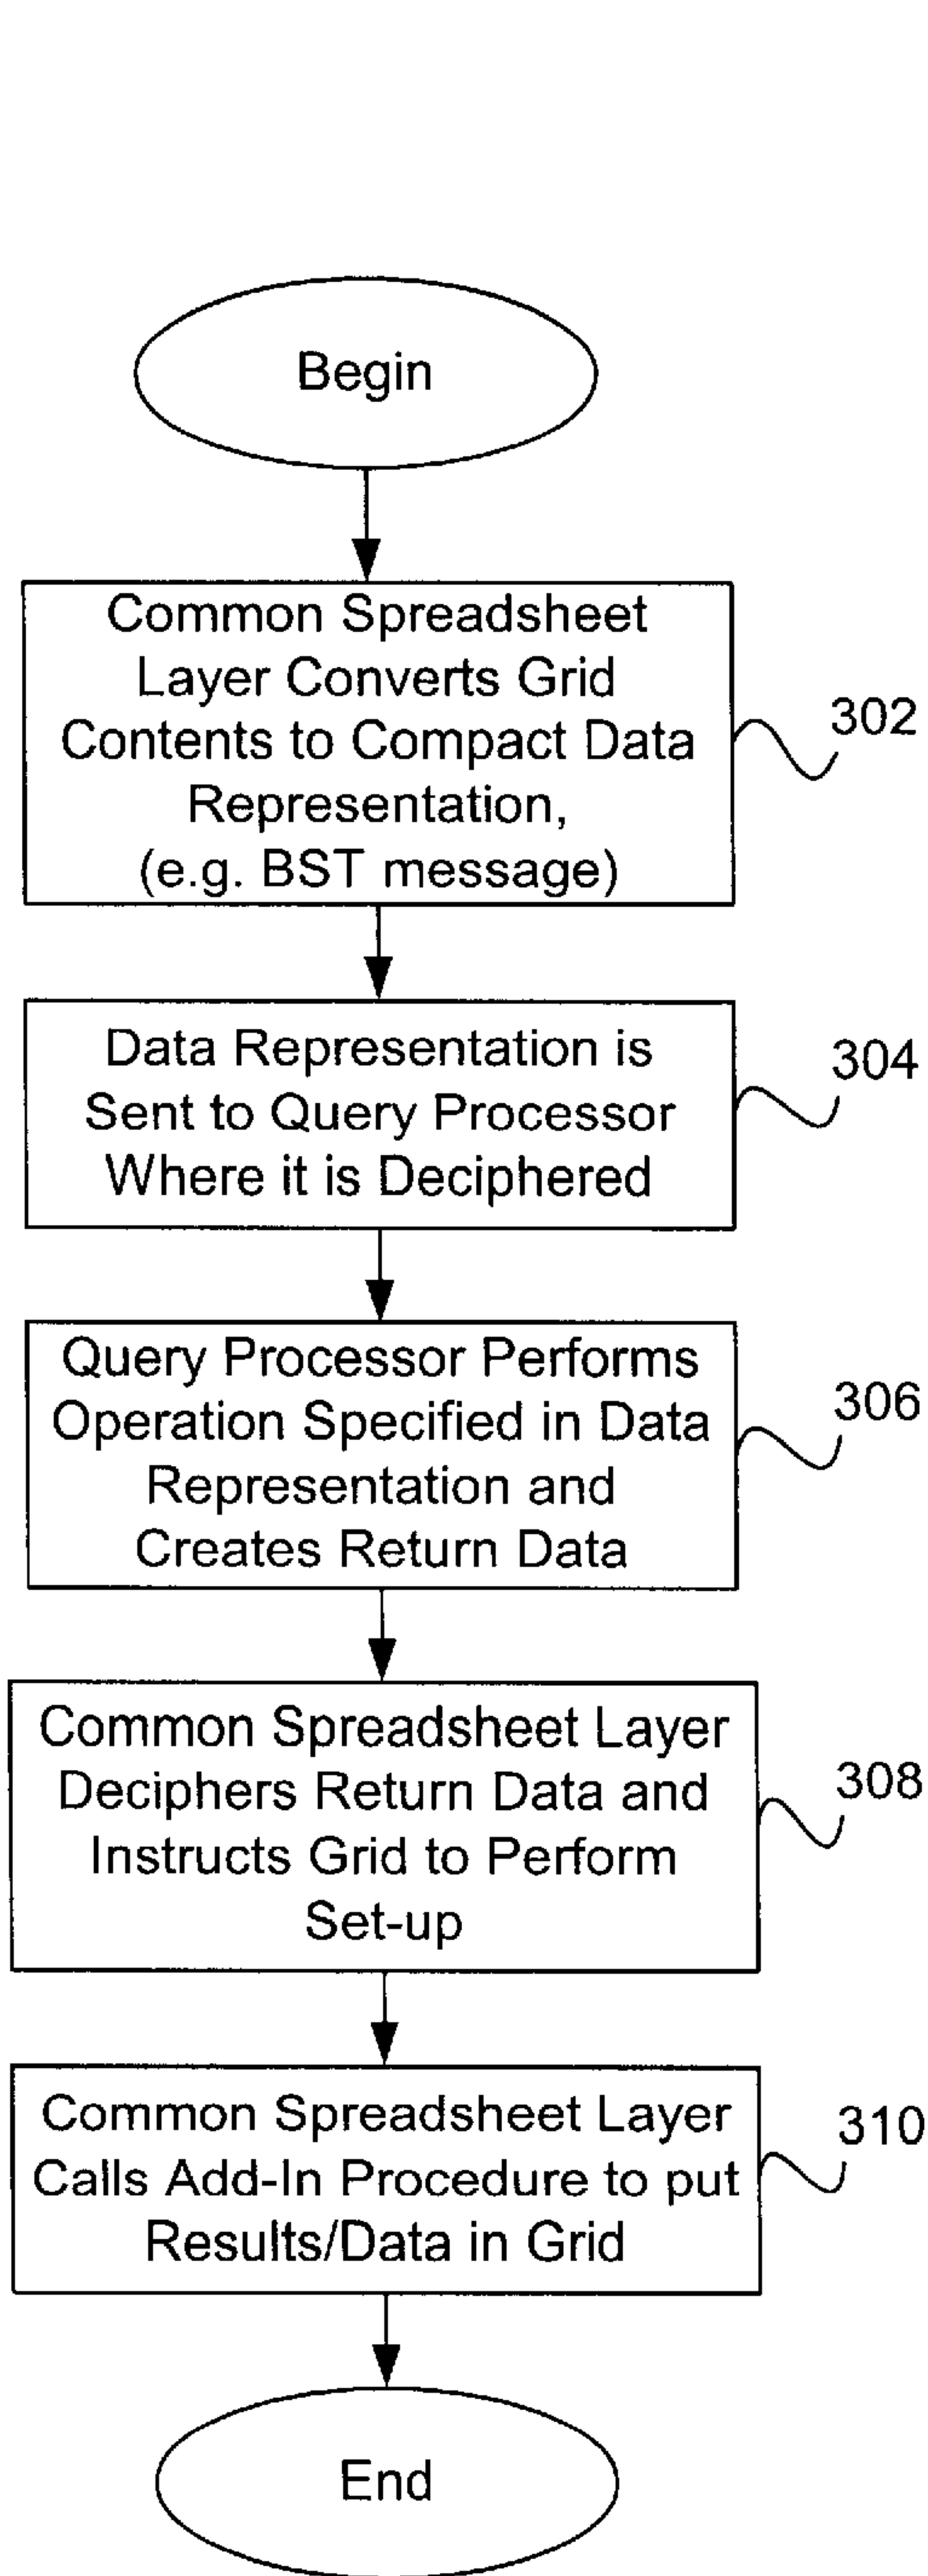 Begin
Common Spreadsheet
Layer Converts Grid
Contents to Compact Data
Representation,
(e.g. BST message)
302
Data Representation is
Sent to Query Processor
Where it is Deciphered
304
Query Processor Performs
Operation Specified in Data
Representation and
Creates Return Data
306
Common Spreadsheet Layer
Deciphers Return Data and
Instructs Grid to Perform
Set-up
308
Common Spreadsheet Layer
Calls Add-In Procedure to put
Results/Data in Grid
310
End